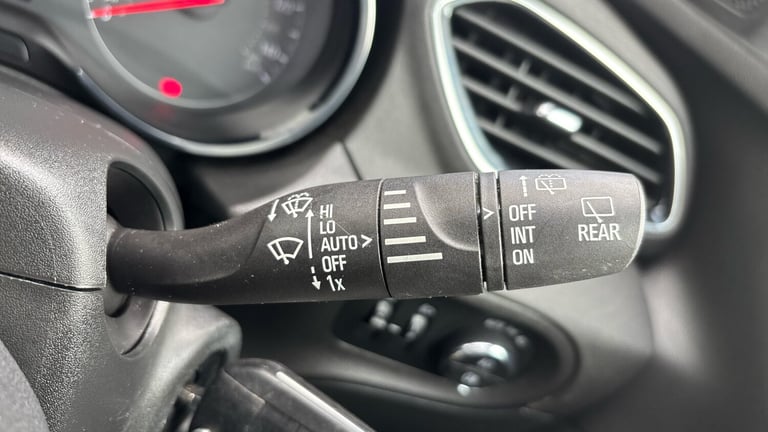 HI
LO
AUTO >
OFF
1x
> OFF
INT
ON
REAR